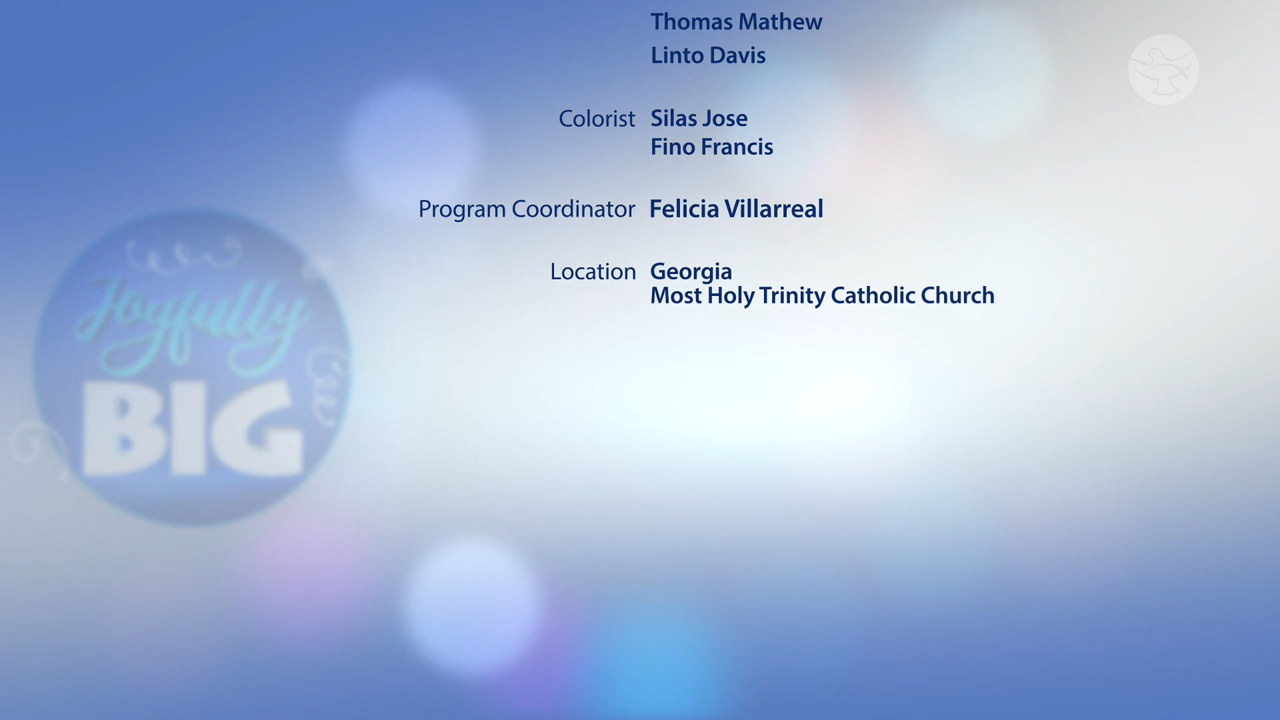 Thomas Mathew
Linto Davis
Colorist Silas Jose
Fino Francis
Program Coordinator Felicia Villarreal
Location Georgia
Most Holy Trinity Catholic Church
Joyfully
BIG